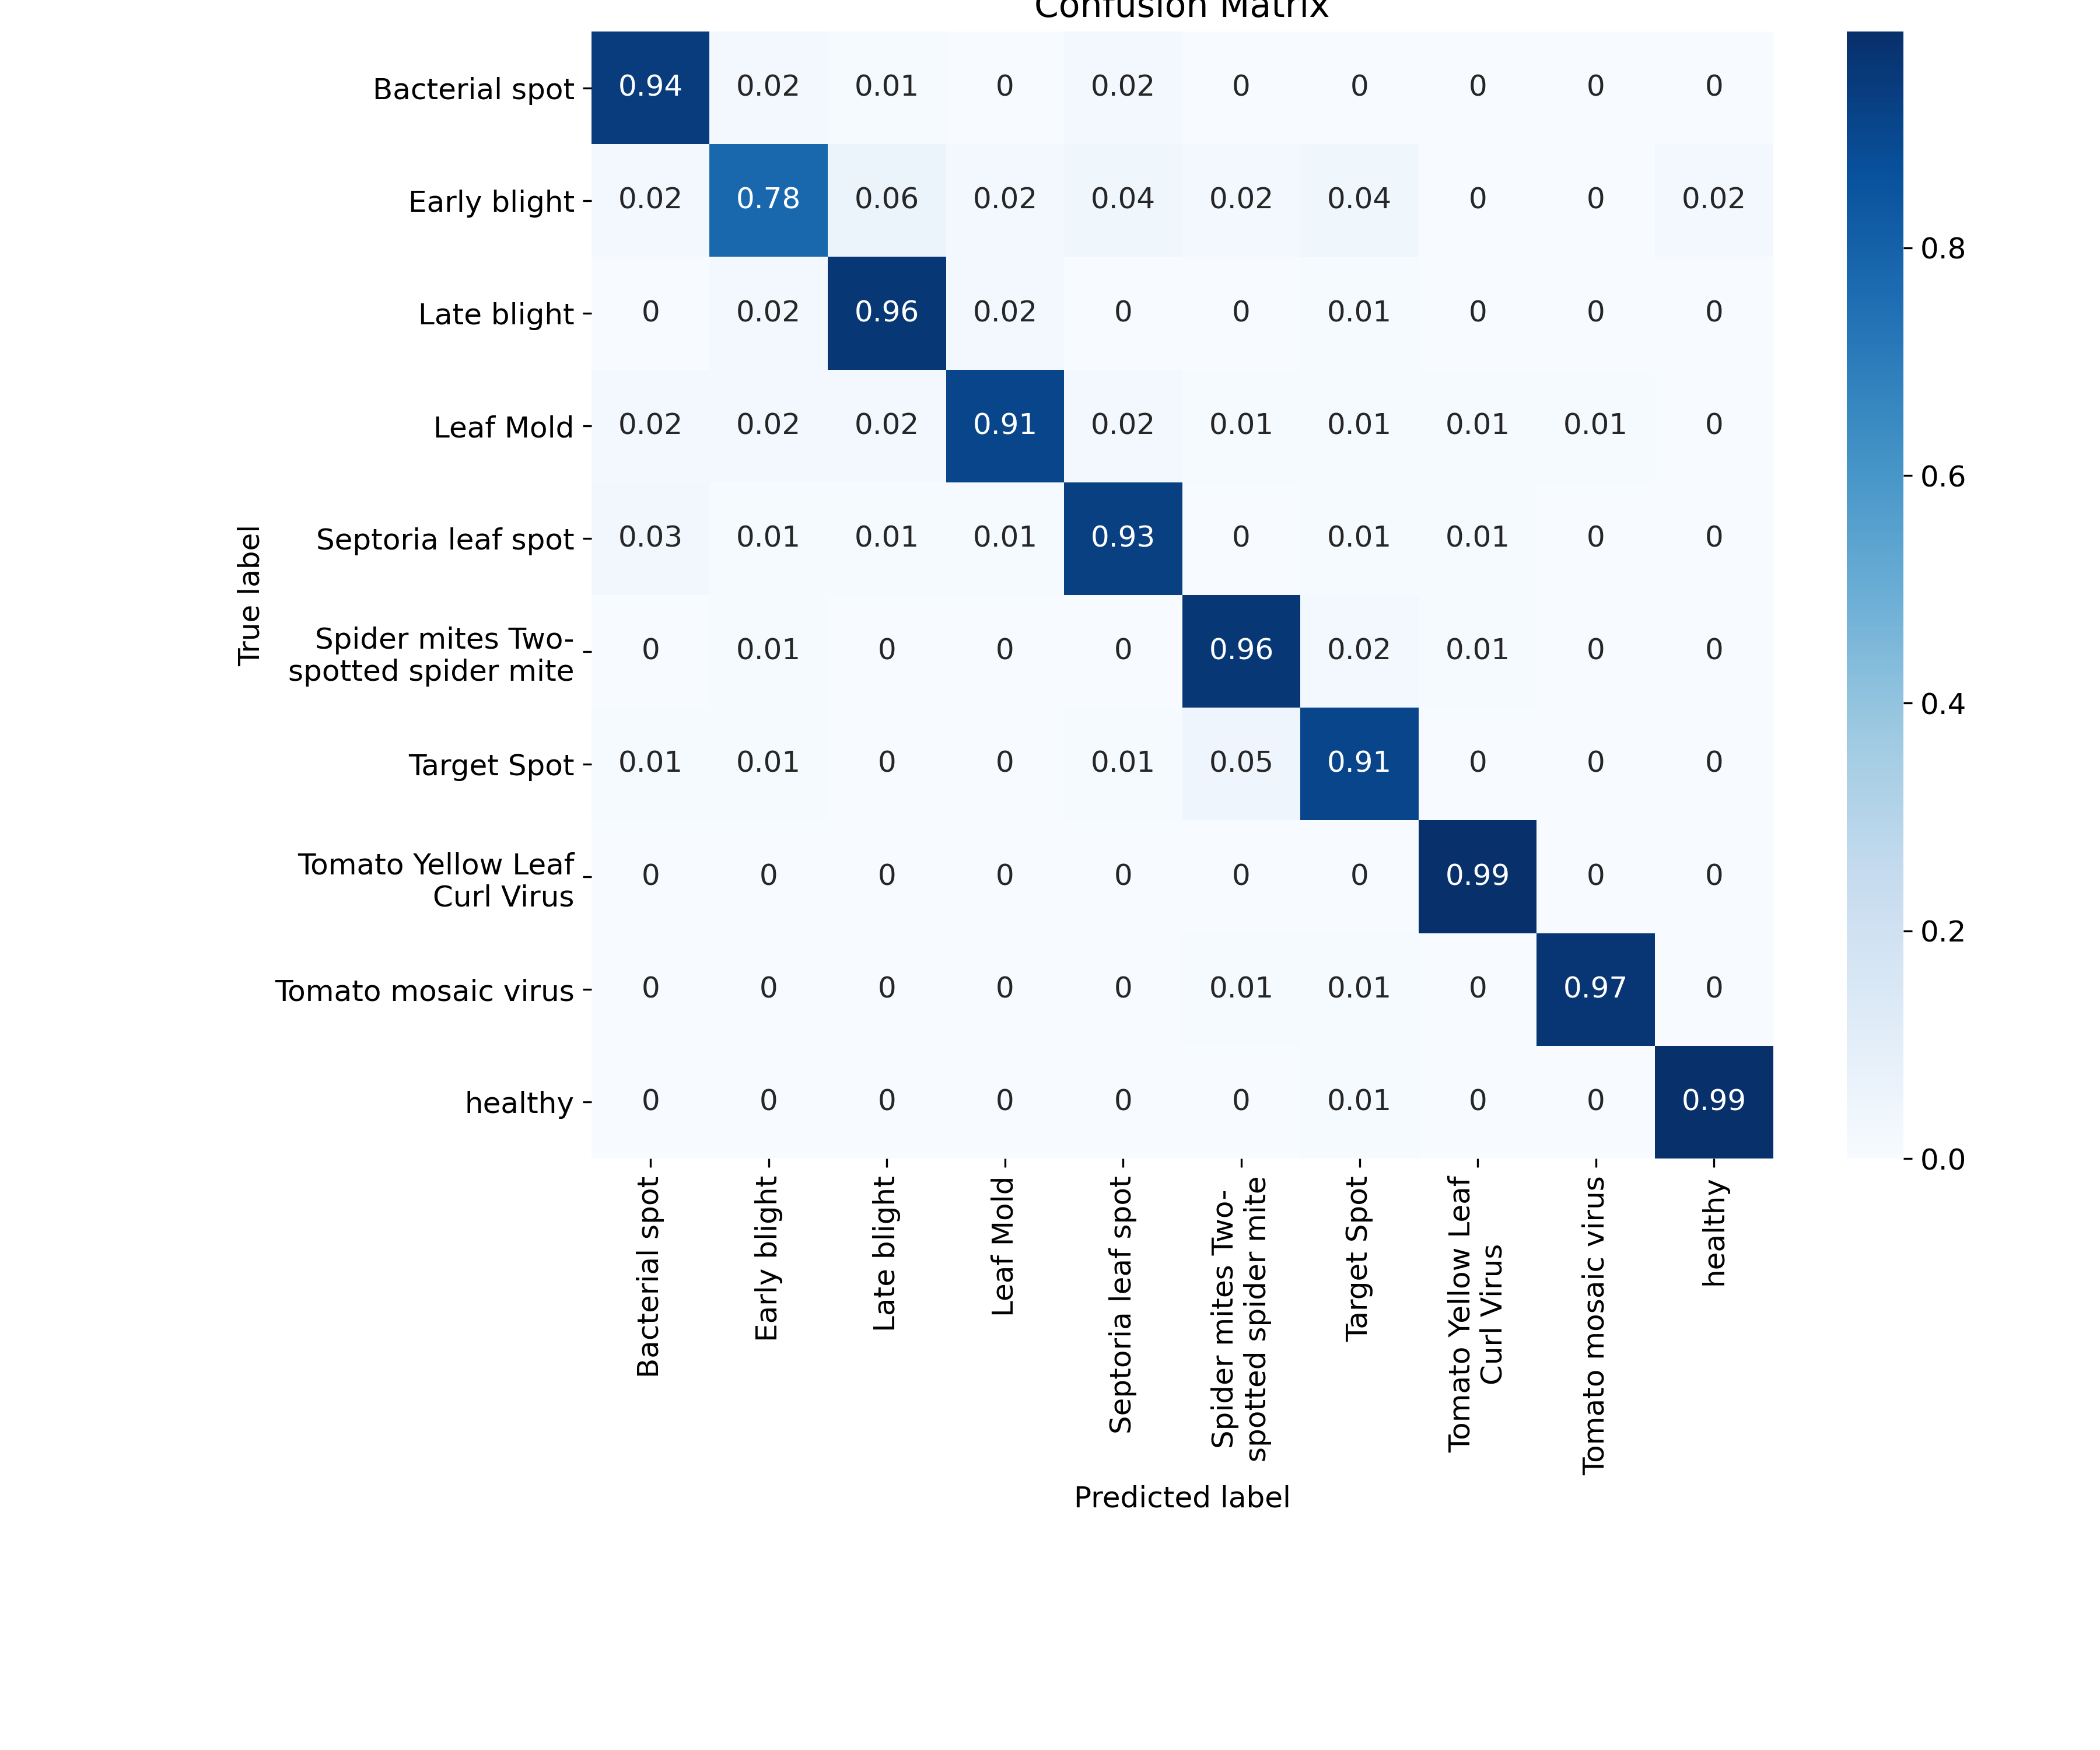 Confusion Matrix
Bacterial spot 0.94 0.02 0.01 0 0.02 0 0 0 0 0
Early blight 0.02 0.78 0.06 0.02 0.04 0.02 0.04 0 0 0.02
Late blight 0 0.02 0.96 0.02 0 0 0.01 0 0 0
Leaf Mold 0.02 0.02 0.02 0.91 0.02 0.01 0.01 0.01 0.01 0
Septoria leaf spot 0.03 0.01 0.01 0.01 0.93 0 0.01 0.01 0 0
Spider mites Two-
spotted spider mite 0 0.01 0 0 0 0.96 0.02 0.01 0 0
Target Spot 0.01 0.01 0 0 0.01 0.05 0.91 0 0 0
Tomato Yellow Leaf
Curl Virus 0 0 0 0 0 0 0 0.99 0 0
Tomato mosaic virus 0 0 0 0 0 0.01 0.01 0 0.97 0
healthy 0 0 0 0 0 0 0.01 0 0 0.99
True label
Bacterial spot
Early blight
Late blight
Leaf Mold
Septoria leaf spot
Spider mites Two-
spotted spider mite
Target Spot
Tomato Yellow Leaf
Curl Virus
Tomato mosaic virus
healthy
Predicted label
0.8
0.6
0.4
0.2
0.0